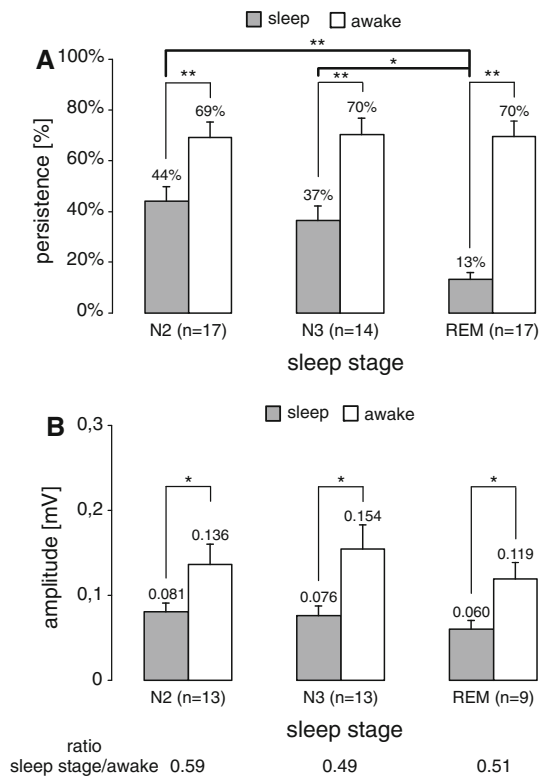 sleep awake
A
100%
80%
60%
40%
20%
0%
persistence [%]
**
*
** ** **
44% 69% 37% 70% 13% 70%
N2 (n=17) N3 (n=14) REM (n=17)
sleep stage
B
sleep awake
0,3
0,2
0,1
0
amplitude [mV]
* * *
0.081 0.136 0.076 0.154 0.060 0.119
N2 (n=13) N3 (n=13) REM (n=9)
sleep stage
ratio
sleep stage/awake 0.59 0.49 0.51